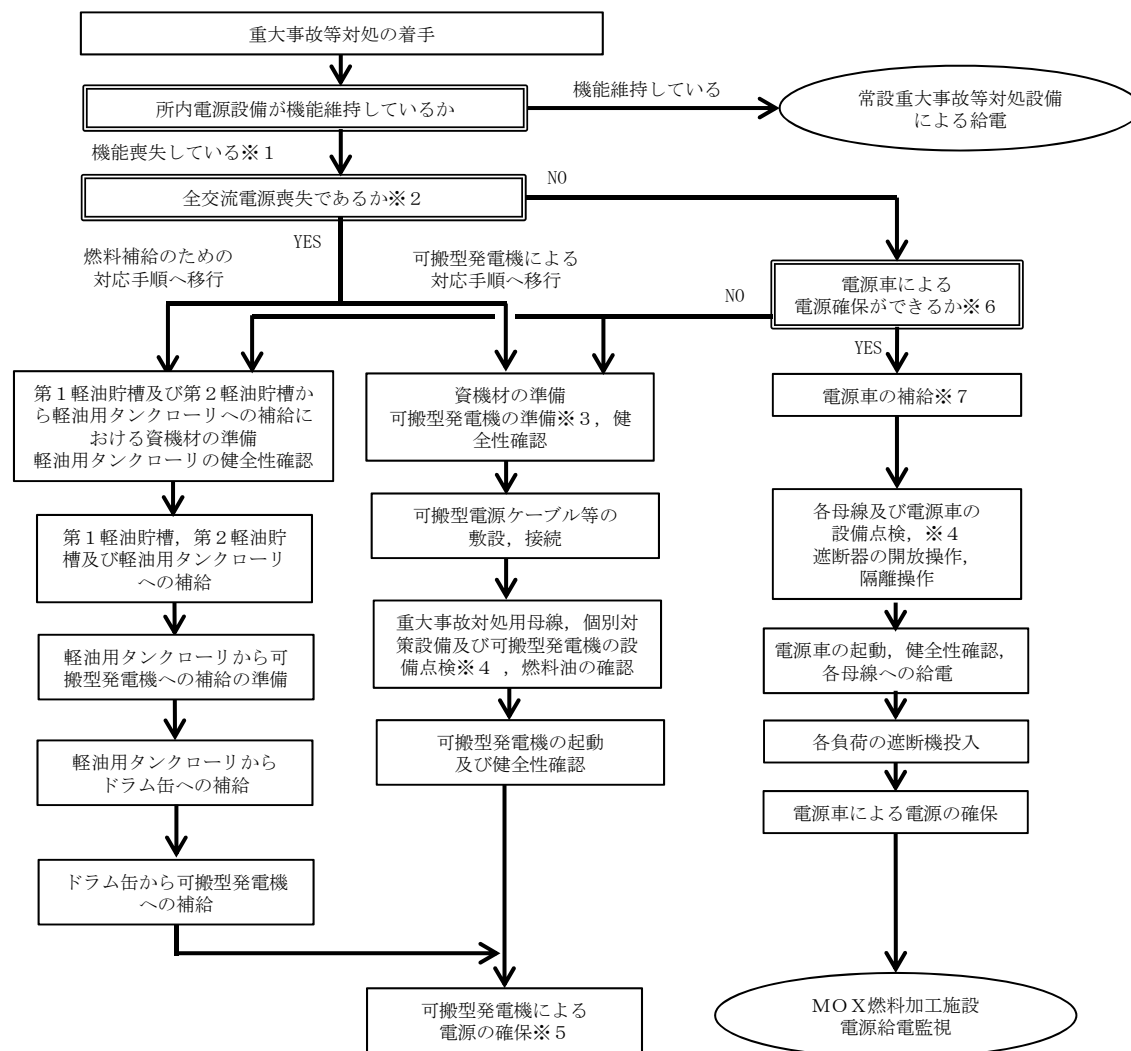 重大事故等対処の着手
所内電源設備が機能維持しているか
機能維持している
常設重大事故等対処設備
による給電
機能喪失している※１
全交流電源喪失であるか※２
NO
YES
燃料補給のための
対応手順へ移行
可搬型発電機による
対応手順へ移行
電源車による
電源確保ができるか※６
NO
YES
第１軽油貯槽及び第２軽油貯槽か
ら軽油用タンクローリへの補給に
おける資機材の準備
軽油用タンクローリの健全性確認
資機材の準備
可搬型発電機の準備※３，健
全性確認
電源車の補給※７
第１軽油貯槽，第２軽油貯
槽及び軽油用タンクローリ
への補給
可搬型電源ケーブル等の
敷設，接続
各母線及び電源車の
設備点検，※４
遮断器の開放操作，
隔離操作
軽油用タンクローリから可
搬型発電機への補給の準備
重大事故対処用母線，個別対
策設備及び可搬型発電機の設
備点検※４，燃料油の確認
電源車の起動，健全性確認，
各母線への給電
軽油用タンクローリから
ドラム缶への補給
可搬型発電機の起動
及び健全性確認
各負荷の遮断機投入
電源車による電源の確保
ドラム缶から可搬型発電機
への補給
可搬型発電機による
電源の確保※５
ＭＯＸ燃料加工施設
電源給電監視